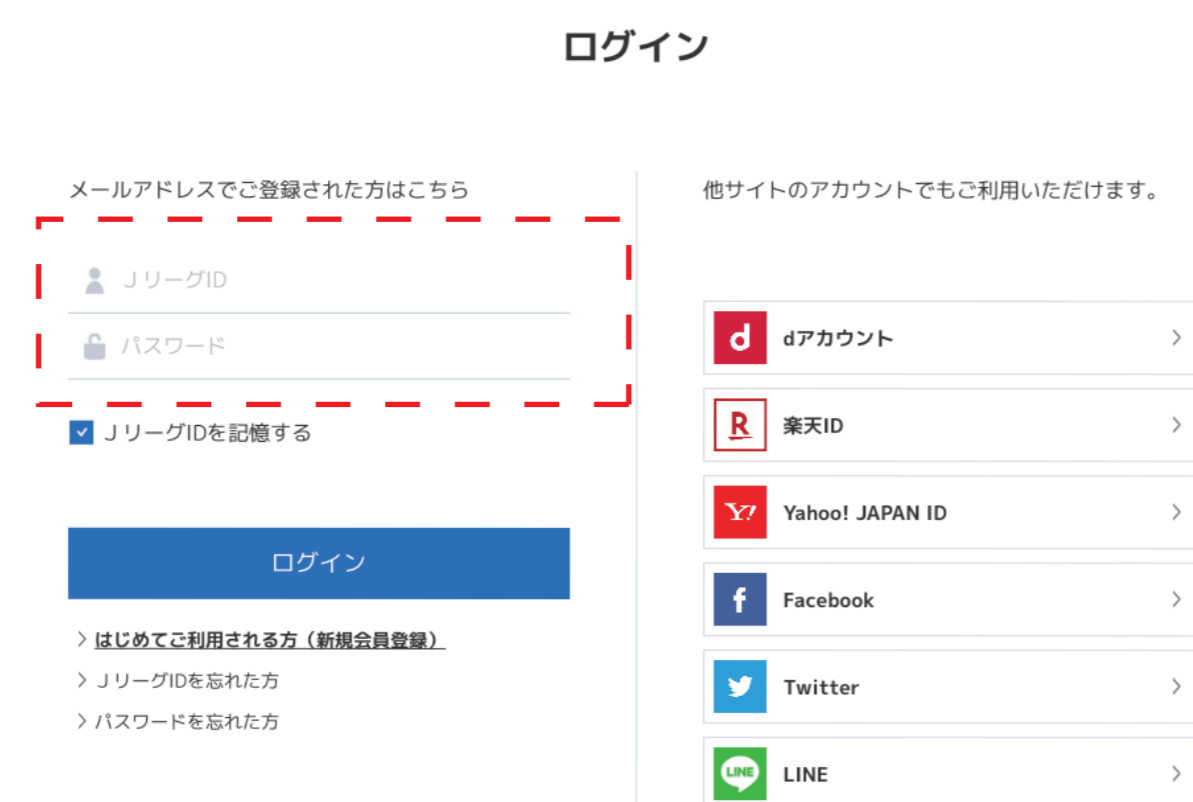 ログイン
メールアドレスでご登録された方はこちら
JリーグID
パスワード
JリーグIDを記憶する
ログイン
はじめてご利用される方（新規会員登録）
JリーグIDを忘れた方
パスワードを忘れた方
他サイトのアカウントでもご利用いただけます。
d dアカウント
R 楽天ID
Y! Yahoo! JAPAN ID
f Facebook
Twitter
LINE LINE